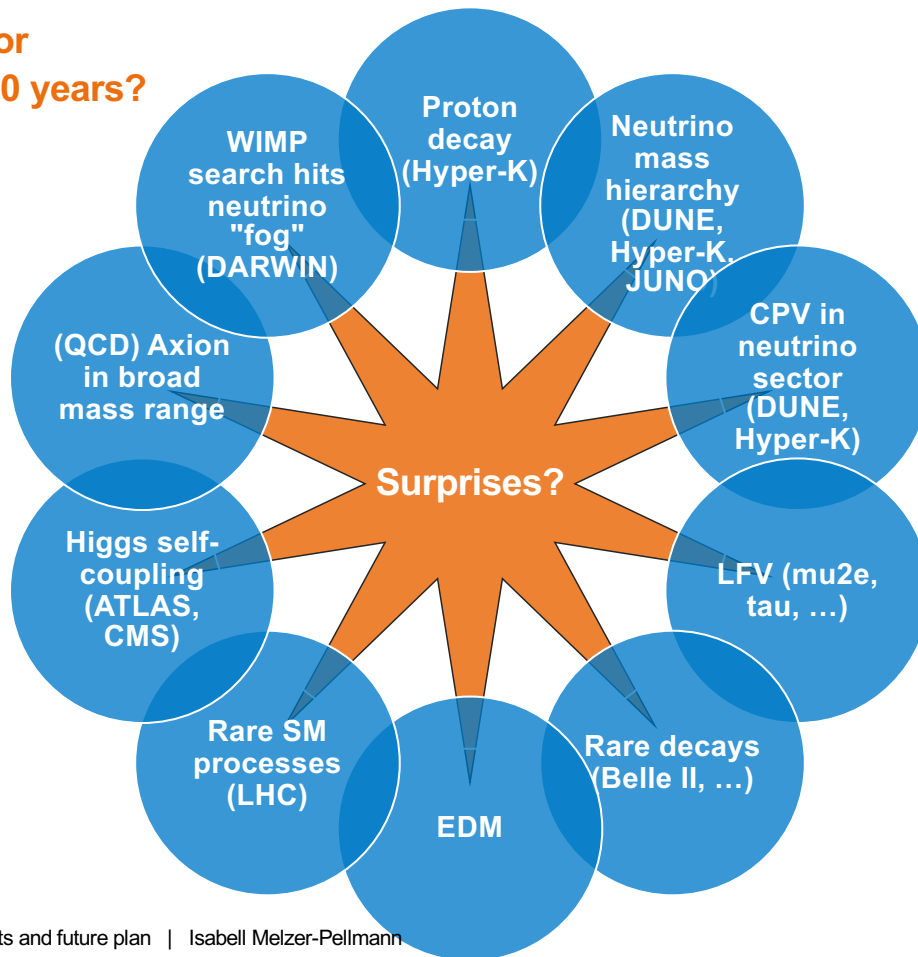 or
0 years?
Proton
decay
(Hyper-K)
Neutrino
mass
hierarchy
(DUNE,
Hyper-K,
JUNO)
CPV in
neutrino
sector
(DUNE,
Hyper-K)
LFV (mu2e,
tau, …)
Rare decays
(Belle II, …)
EDM
Rare SM
processes
(LHC)
Higgs self-
coupling
(ATLAS,
CMS)
(QCD) Axion
in broad
mass range
WIMP
search hits
neutrino
"fog"
(DARWIN)
Surprises?
ts and future plan | Isabell Melzer-Pellmann